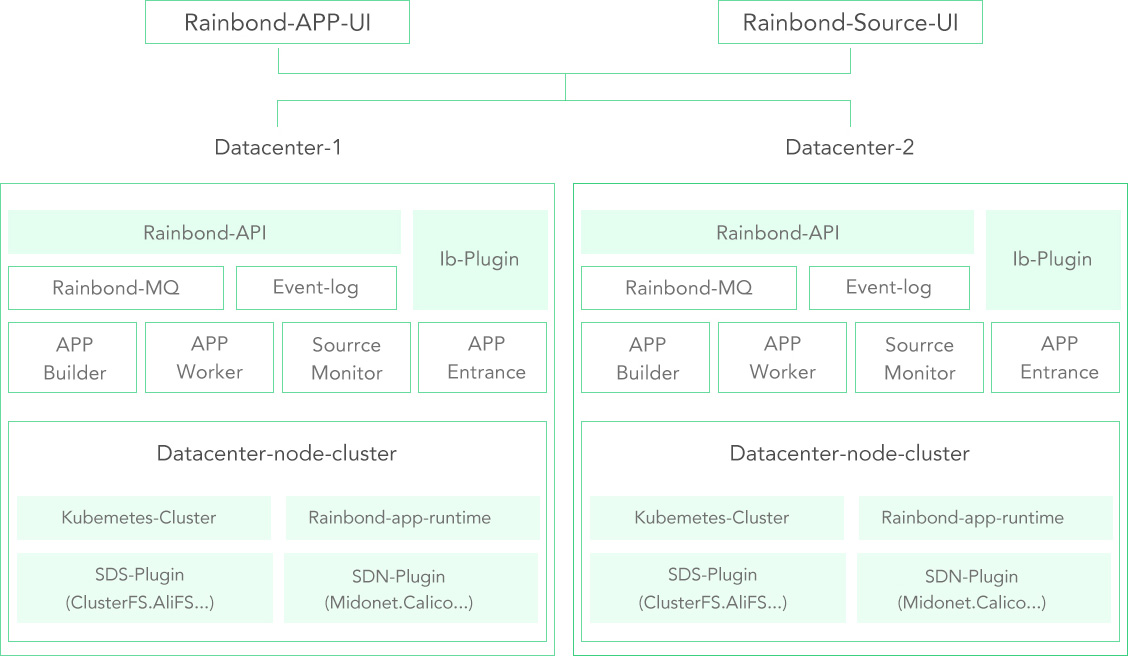 Rainbond-APP-UI
Rainbond-Source-UI
Datacenter-1
Datacenter-2
Rainbond-API
Ib-Plugin
Rainbond-MQ
Event-log
APP
Builder
APP
Worker
Sourrce
Monitor
APP
Entrance
Datacenter-node-cluster
Kubemetes-Cluster
Rainbond-app-runtime
SDS-Plugin
(ClusterFS.AliFS...)
SDN-Plugin
(Midonet.Calico...)
Rainbond-API
Ib-Plugin
Rainbond-MQ
Event-log
APP
Builder
APP
Worker
Sourrce
Monitor
APP
Entrance
Datacenter-node-cluster
Kubemetes-Cluster
Rainbond-app-runtime
SDS-Plugin
(ClusterFS.AliFS...)
SDN-Plugin
(Midonet.Calico...)